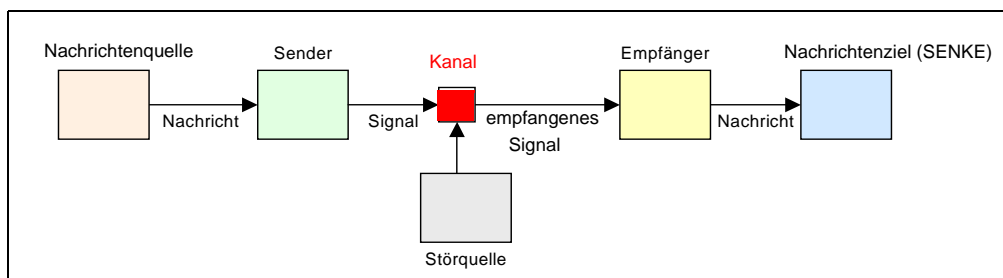 Nachrichtenquelle
Sender
Kanal
Empfänger
Nachrichtenziel (SENKE)
Nachricht
Signal
empfangenes
Signal
Nachricht
Störquelle